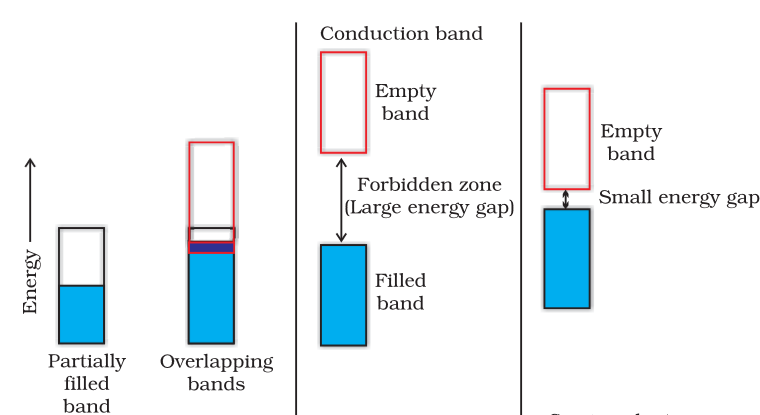 Energy
Partially
filled
band
Overlapping
bands
Conduction band
Empty
band
Forbidden zone
(Large energy gap)
Filled
band
Empty
band
Small energy gap